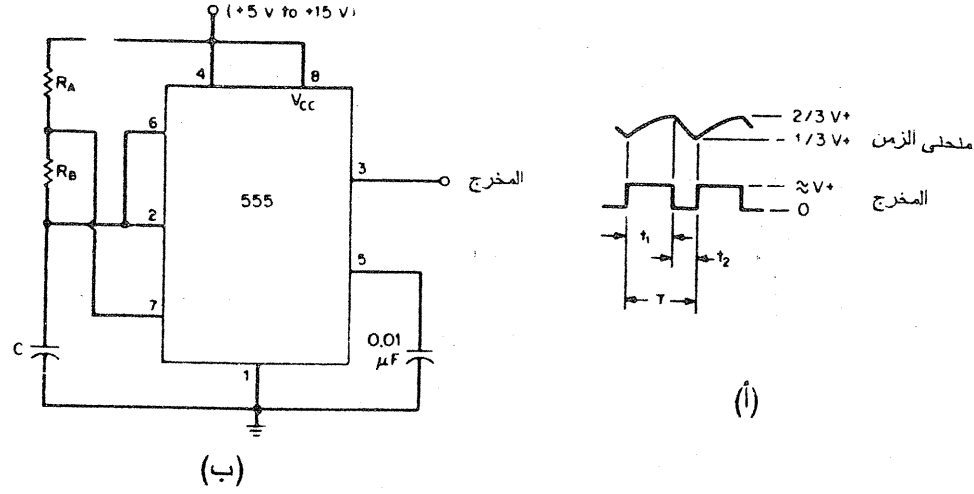 (+5 V to +15 V)
4
8
VCC
RA
6
RB
555
3
المخرج
2
5
7
0.01
μF
C
1
(ب)
2/3 V+
1/3 V+
منحنى الزمن
≈V+
المخرج
0
t1
t2
T
(أ)